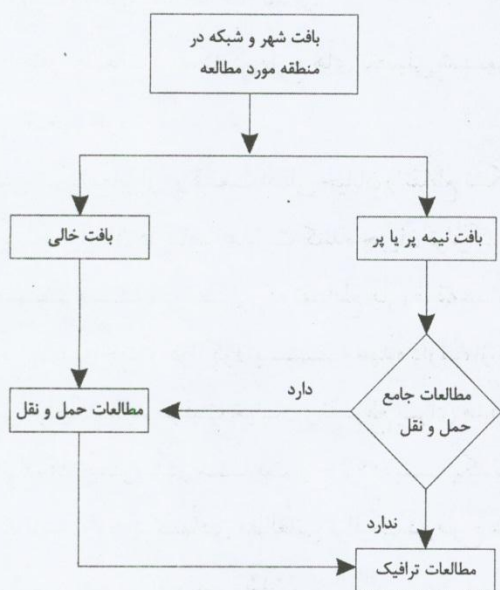 بافت شهر و شبکه در
منطقه مورد مطالعه
بافت نیمه پر یا پر
بافت خالی
مطالعات جامع
حمل و نقل
دارد
مطالعات حمل و نقل
ندارد
مطالعات ترافیک